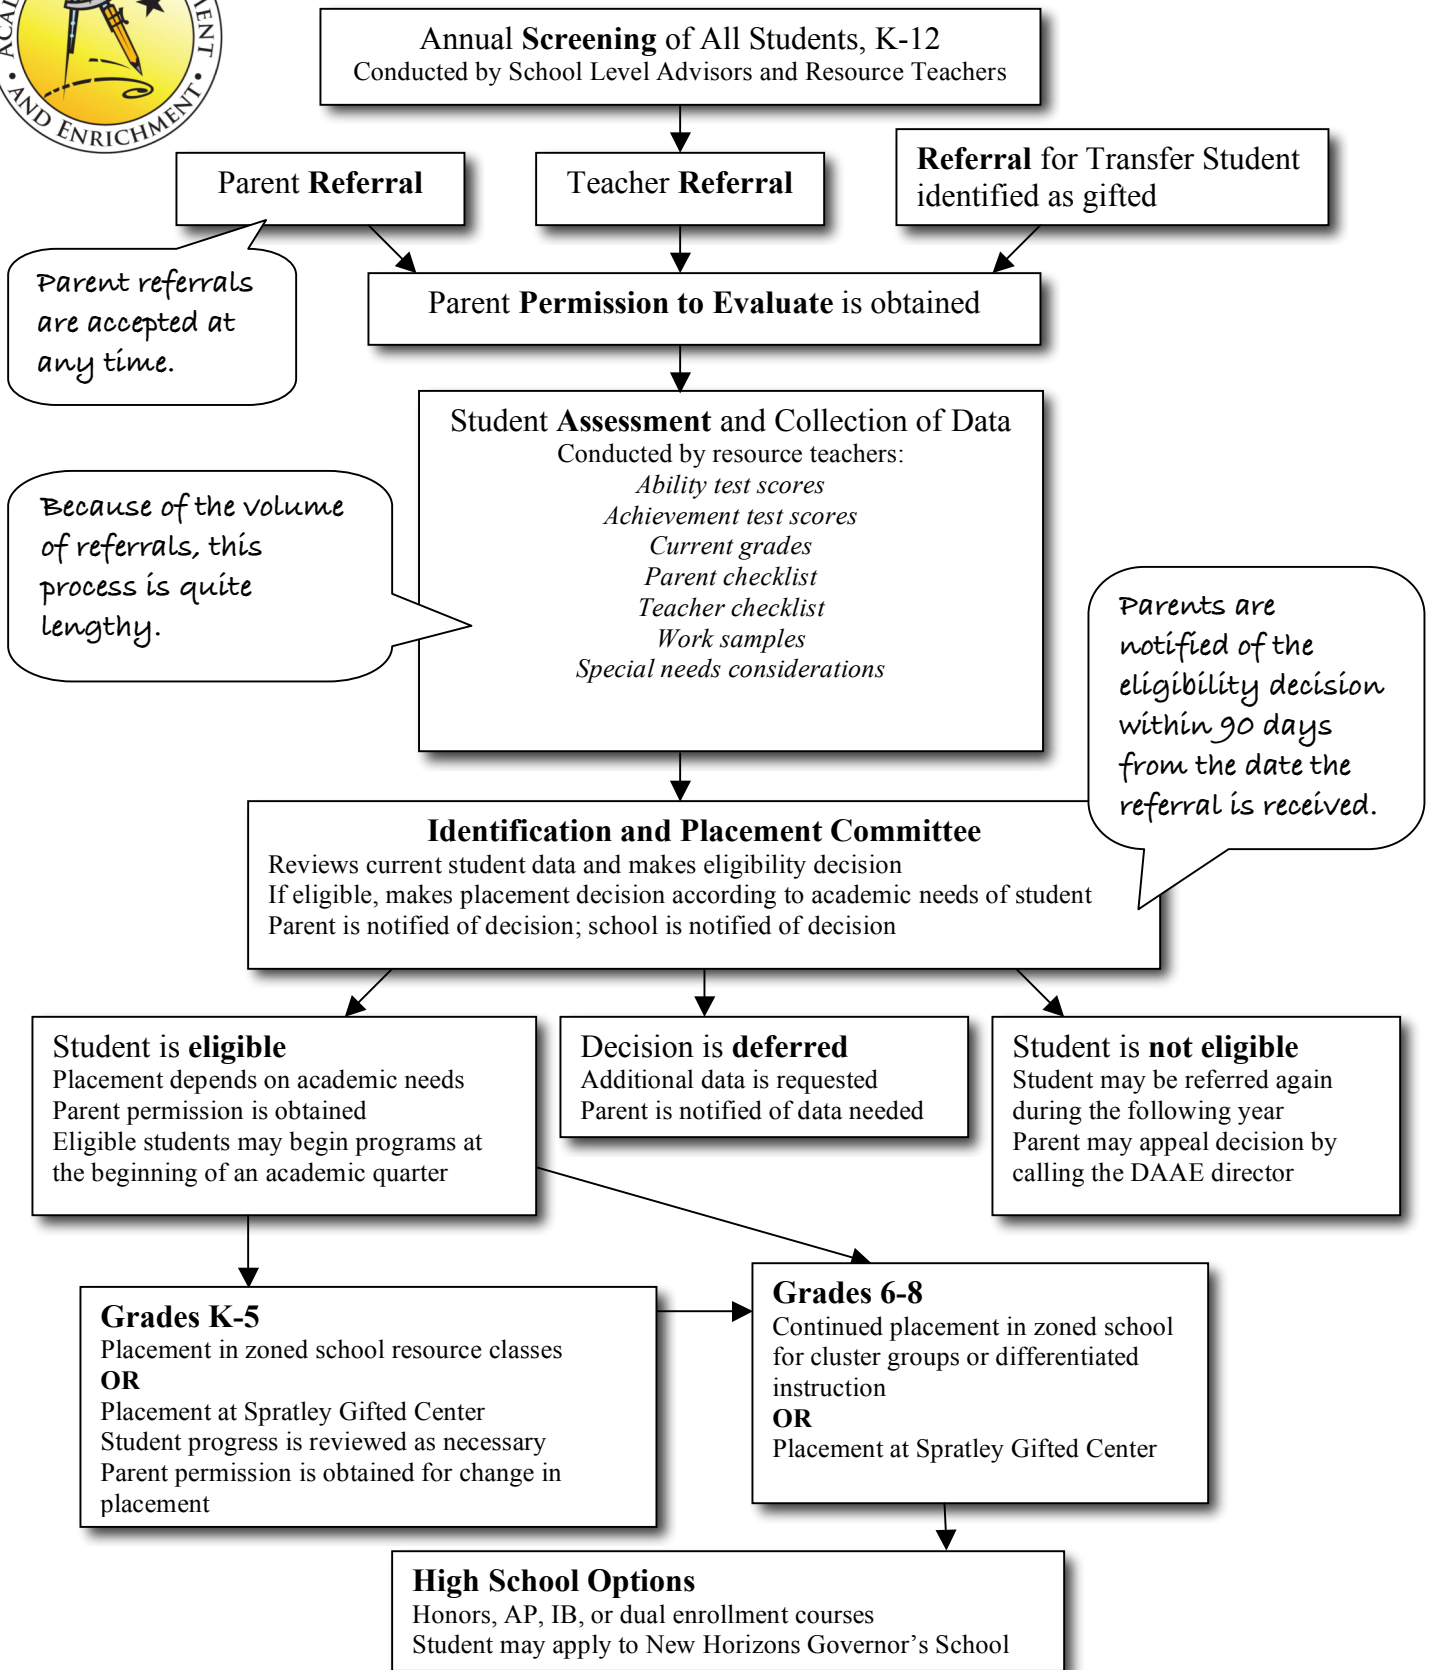 ACAD
MENT
• AND ENRICHMENT •
Annual Screening of All Students, K-12
Conducted by School Level Advisors and Resource Teachers
Parent Referral
Teacher Referral
Referral for Transfer Student
identified as gifted
Parent referrals
are accepted at
any time.
Parent Permission to Evaluate is obtained
Student Assessment and Collection of Data
Conducted by resource teachers:
Ability test scores
Achievement test scores
Current grades
Parent checklist
Teacher checklist
Work samples
Special needs considerations
Because of the volume
of referrals, this
process is quite
lengthy.
Parents are
notified of the
eligibility decision
within 90 days
from the date the
referral is received.
Identification and Placement Committee
Reviews current student data and makes eligibility decision
If eligible, makes placement decision according to academic needs of student
Parent is notified of decision; school is notified of decision
Student is eligible
Placement depends on academic needs
Parent permission is obtained
Eligible students may begin programs at
the beginning of an academic quarter
Decision is deferred
Additional data is requested
Parent is notified of data needed
Student is not eligible
Student may be referred again
during the following year
Parent may appeal decision by
calling the DAAE director
Grades K-5
Placement in zoned school resource classes
OR
Placement at Spratley Gifted Center
Student progress is reviewed as necessary
Parent permission is obtained for change in
placement
Grades 6-8
Continued placement in zoned school
for cluster groups or differentiated
instruction
OR
Placement at Spratley Gifted Center
High School Options
Honors, AP, IB, or dual enrollment courses
Student may apply to New Horizons Governor's School